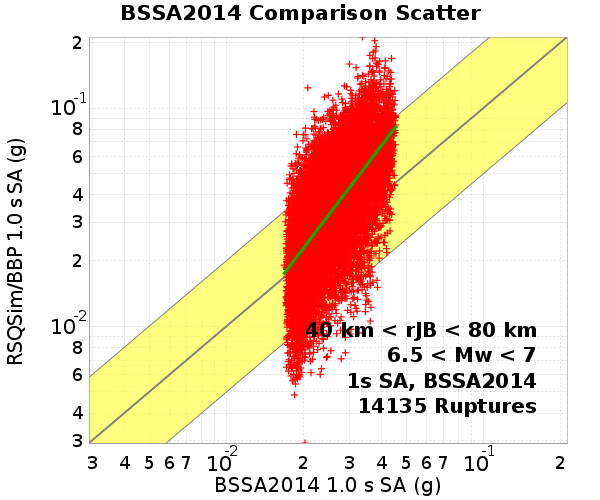 BSSA2014 Comparison Scatter
RSQSim/BBP 1.0 s SA (g)
2
10^-1
8
6
4
3
2
10^-2
8
6
4
3
40 km < rJB < 80 km
6.5 < Mw < 7
1s SA, BSSA2014
14135 Ruptures
3 4 5 6 7 10^-2 2 3 4 5 6 7 10^-1 2
BSSA2014 1.0 s SA (g)